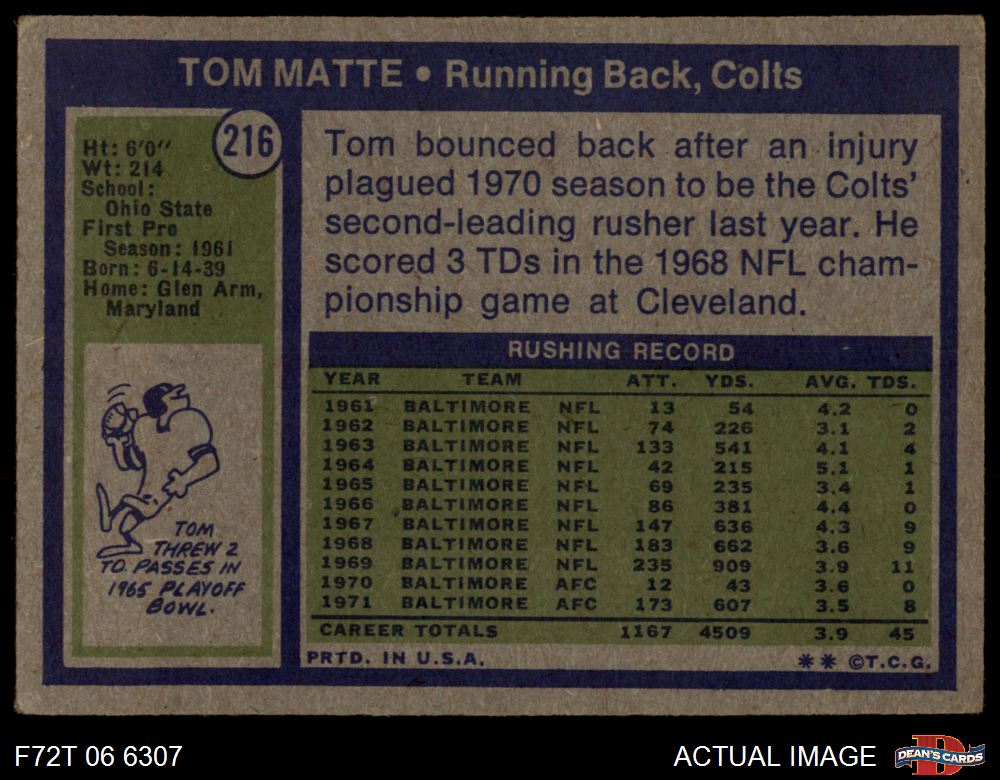 TOM MATTE • Running Back, Colts
216
Ht: 6'0''
Wt: 214
School:
Ohio State
First Pro
Season: 1961
Born: 6-14-39
Home: Glen Arm,
Maryland
TOM
THREW 2
TD. PASSES IN
1965 PLAYOFF
BOWL.
Tom bounced back after an injury
plagued 1970 season to be the Colts'
second-leading rusher last year. He
scored 3 TDs in the 1968 NFL cham-
pionship game at Cleveland.
RUSHING RECORD
YEAR TEAM ATT. YDS. AVG. TDS.
1961 BALTIMORE NFL 13 54 4.2 0
1962 BALTIMORE NFL 74 226 3.1 2
1963 BALTIMORE NFL 133 541 4.1 4
1964 BALTIMORE NFL 42 215 5.1 1
1965 BALTIMORE NFL 69 235 3.4 1
1966 BALTIMORE NFL 86 381 4.4 0
1967 BALTIMORE NFL 147 636 4.3 9
1968 BALTIMORE NFL 183 662 3.6 9
1969 BALTIMORE NFL 235 909 3.9 11
1970 BALTIMORE AFC 12 43 3.6 0
1971 BALTIMORE AFC 173 607 3.5 8
CAREER TOTALS 1167 4509 3.9 45
PRTD. IN U.S.A. ** ©T.C.G.
F72T 06 6307 ACTUAL IMAGE D DEAN'S CARDS